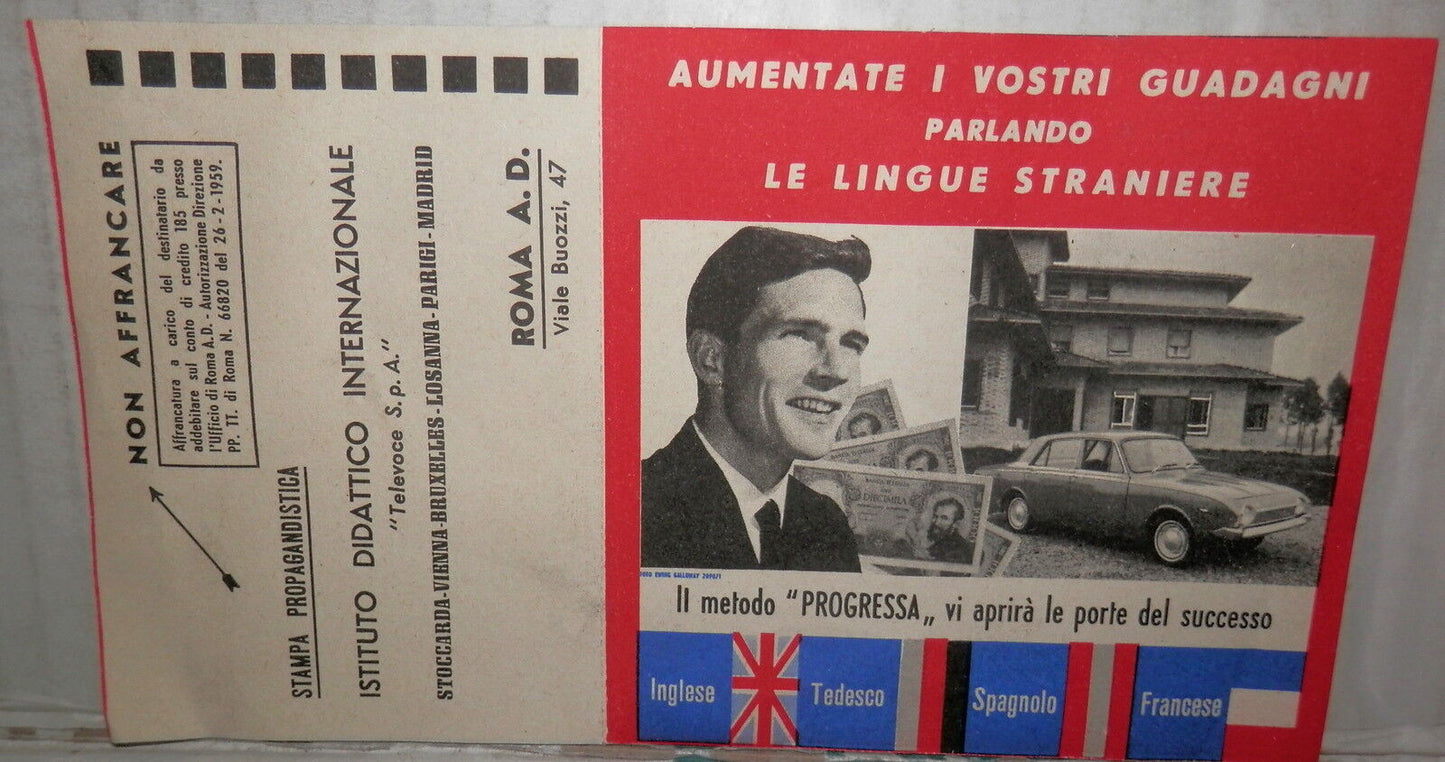 NON AFFRANCARE
Affrancatura a carico del destinatario da
addebitare sul conto di credito 185 presso
l'Ufficio di Roma A.D. - Autorizzazione Direzione
PP. TT. di Roma N. 66820 del 26-2-1959.
STAMPA PROPAGANDISTICA
ISTITUTO DIDATTICO INTERNAZIONALE
"Televoce S.p.A."
STOCCARDA-VIENNA-BRUXELLES-LOSANNA-PARIGI-MADRID
ROMA A.D.
Viale Buozzi, 47
AUMENTATE I VOSTRI GUADAGNI
PARLANDO
LE LINGUE STRANIERE
DIECIMILA
EWING GALLOWAY
Il metodo "PROGRESSA„ vi aprirà le porte del successo
Inglese
Tedesco
Spagnolo
Francese